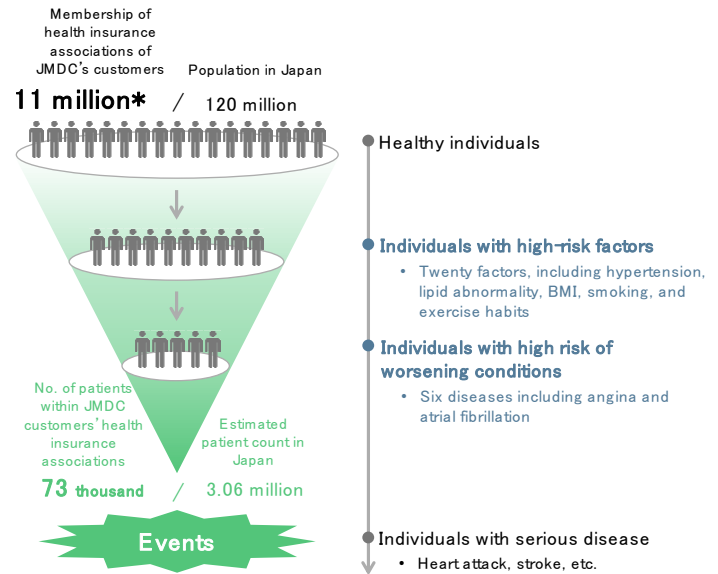 Membership of
health insurance
associations of
JMDC's customers
11 million*
/
Population in Japan
120 million
Healthy individuals
Individuals with high-risk factors
• Twenty factors, including hypertension,
lipid abnormality, BMI, smoking, and
exercise habits
Individuals with high risk of
worsening conditions
• Six diseases including angina and
atrial fibrillation
No. of patients
within JMDC
customers' health
insurance
associations
73 thousand
/
Estimated
patient count in
Japan
3.06 million
Events
Individuals with serious disease
• Heart attack, stroke, etc.